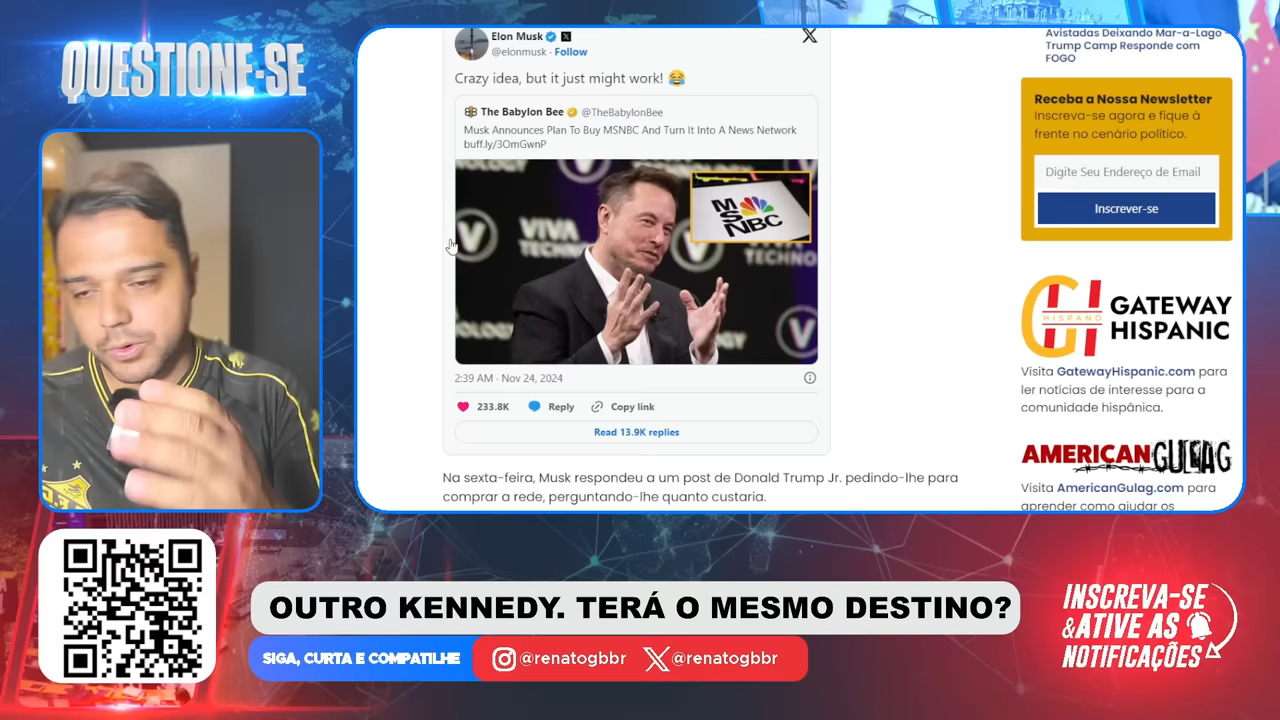 QUESTIONE-SE
Elon Musk
@elonmusk · Follow
Crazy idea, but it just might work! 😂
The Babylon Bee @TheBabylonBee
Musk Announces Plan To Buy MSNBC And Turn It Into A News Network
buff.ly/3OmGwnP
VIVA
TECHNO
MSNBC
TECHNO
OLOGY
2:39 AM · Nov 24, 2024
233.8K Reply Copy link
Read 13.9K replies
Na sexta-feira, Musk respondeu a um post de Donald Trump Jr. pedindo-lhe para
comprar a rede, perguntando-lhe quanto custaria.
Avistadas Deixando Mar-a-Lago -
Trump Camp Responde com
FOGO
Receba a Nossa Newsletter
Inscreva-se agora e fique à
frente no cenário político.
Digite Seu Endereço de Email
Inscrever-se
GH HISPANO
GATEWAY
HISPANIC
Visita GatewayHispanic.com para
ler notícias de interesse para a
comunidade hispânica.
AMERICAN GULAG
Visita AmericanGulag.com para
aprender como ajudar os
OUTRO KENNEDY. TERÁ O MESMO DESTINO?
SIGA, CURTA E COMPATILHE
@renatogbbr
@renatogbbr
INSCREVA-SE
&ATIVE AS
NOTIFICAÇÕES